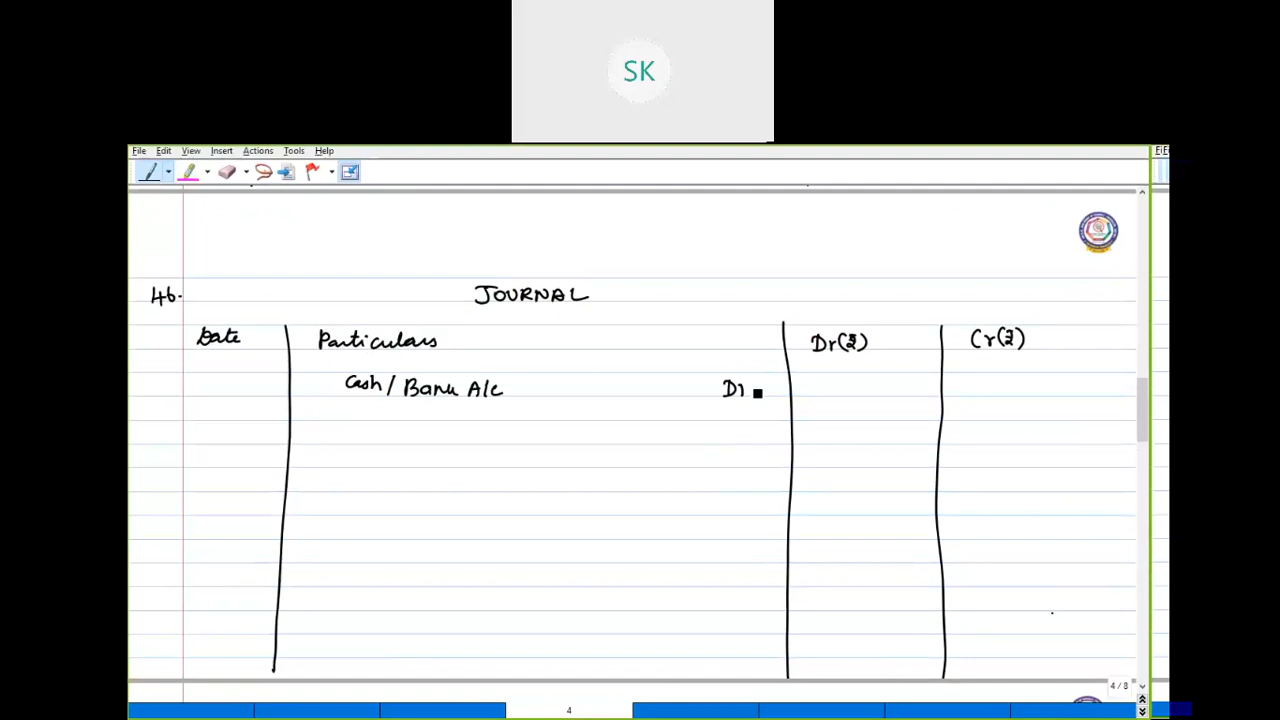 SK
File Edit View Insert Actions Tools Help
46.
JOURNAL
Date Particulars Dr(₹) Cr(₹)
Cash / Bank A/c Dr
4 / 8
4